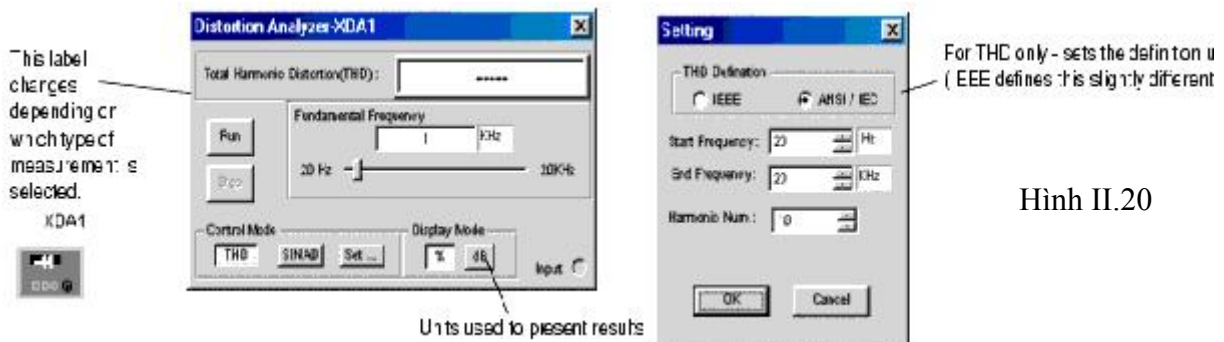 This label
changes
depending on
which type of
measurement is
selected.
XDA1
Distortion Analyzer-XDA1
Total Harmonic Distortion(THD) :
-----
Run
Stop
Fundamental Frequency
1 KHz
20 Hz 20KHz
Control Mode
THD SINAD Set ...
Display Mode
% dB
Input
Units used to present results
Setting
THD Definition
IEEE ANSI / IEC
Start Frequency: 20 Hz
End Frequency: 20 KHz
Harmonic Num.: 10
OK Cancel
For THD only - sets the definition u
(IEEE defines this slightly different
Hình II.20